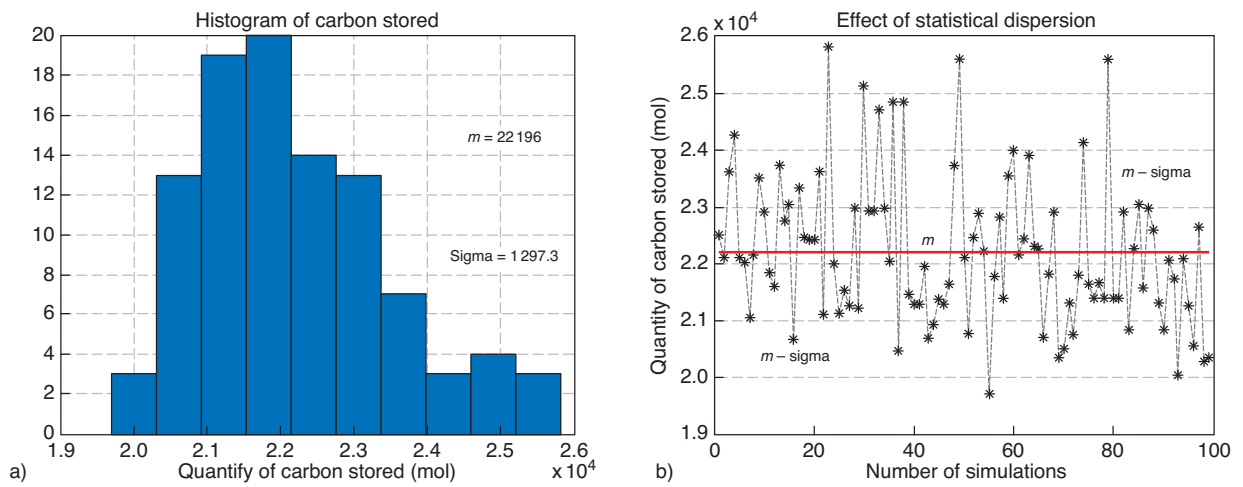 Histogram of carbon stored
20
18
16
14
12
10
8
6
4
2
0
m = 22 196
Sigma = 1 297.3
1.9 2.0 2.1 2.2 2.3 2.4 2.5 2.6
x 10⁴
Quantify of carbon stored (mol)
a)
Effect of statistical dispersion
x 10⁴
2.6
2.5
2.4
2.3
2.2
2.1
2.0
1.9
Quantity of carbon stored (mol)
m – sigma
m
m – sigma
0 20 40 60 80 100
Number of simulations
b)